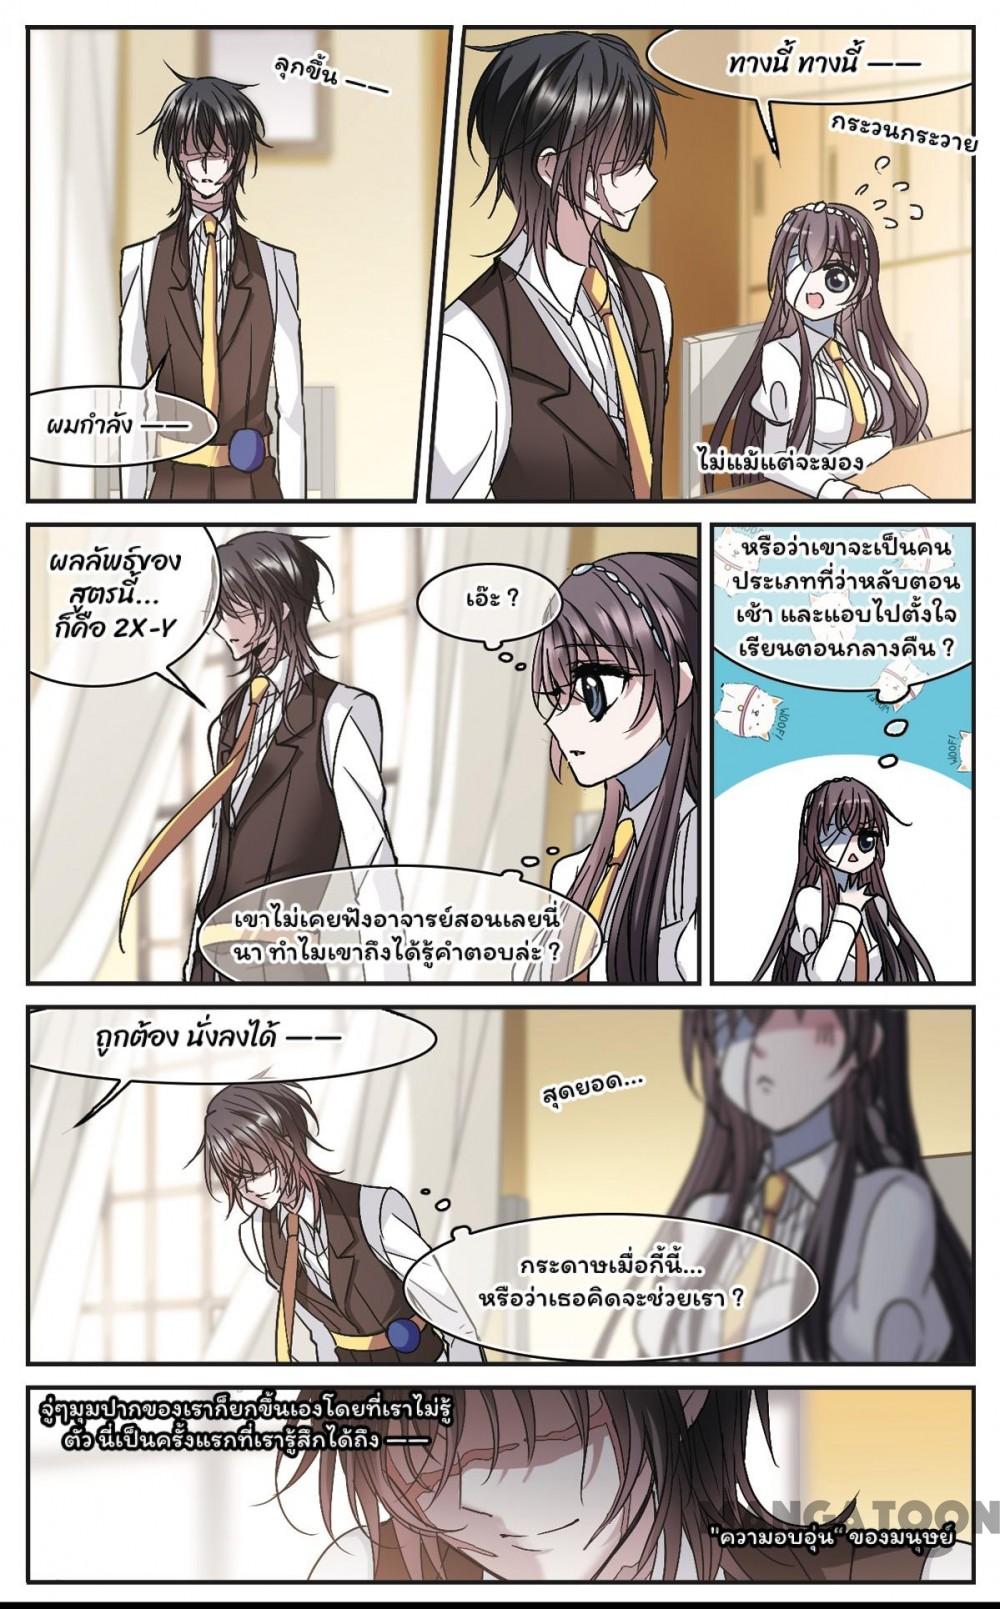 ลุกขึ้น ——
ผมกำลัง ——
ทางนี้ ทางนี้ ——
กระวนกระวาย
ไม่แม้แต่จะมอง
ผลลัพธ์ของ
สูตรนี้...
ก็คือ 2X-Y
เอ๊ะ ?
เขาไม่เคยฟังอาจารย์สอนเลยนี่
นา ทำไมเขาถึงได้รู้คำตอบล่ะ ?
หรือว่าเขาจะเป็นคน
ประเภทที่ว่าหลับตอน
เช้า และแอบไปตั้งใจ
เรียนตอนกลางคืน ?
WOOF!
WOOF!
WOOF!
ถูกต้อง นั่งลงได้ ——
สุดยอด...
กระดาษเมื่อกี้นี้...
หรือว่าเธอคิดจะช่วยเรา ?
จู่ๆมุมปากของเราก็ยกขึ้นเองโดยที่เราไม่รู้
ตัว นี่เป็นครั้งแรกที่เรารู้สึกได้ถึง ——
MANGATOON
"ความอบอุ่น“ ของมนุษย์